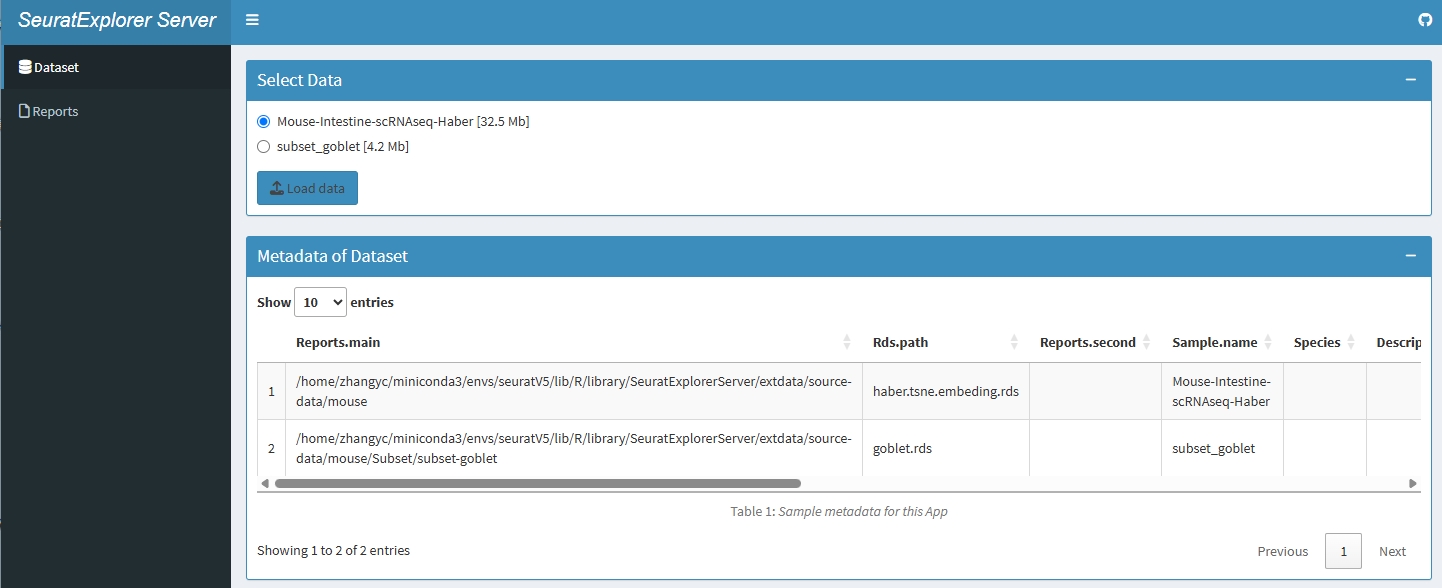 SeuratExplorer Server
Dataset
Reports
Select Data
Mouse-Intestine-scRNAseq-Haber [32.5 Mb]
subset_goblet [4.2 Mb]
Load data
Metadata of Dataset
Show 10 entries
Reports.main Rds.path Reports.second Sample.name Species Descrip
1 /home/zhangyc/miniconda3/envs/seuratV5/lib/R/library/SeuratExplorerServer/extdata/source-
data/mouse
haber.tsne.embeding.rds
Mouse-Intestine-
scRNAseq-Haber
2 /home/zhangyc/miniconda3/envs/seuratV5/lib/R/library/SeuratExplorerServer/extdata/source-
data/mouse/Subset/subset-goblet
goblet.rds
subset_goblet
Table 1: Sample metadata for this App
Showing 1 to 2 of 2 entries
Previous 1 Next